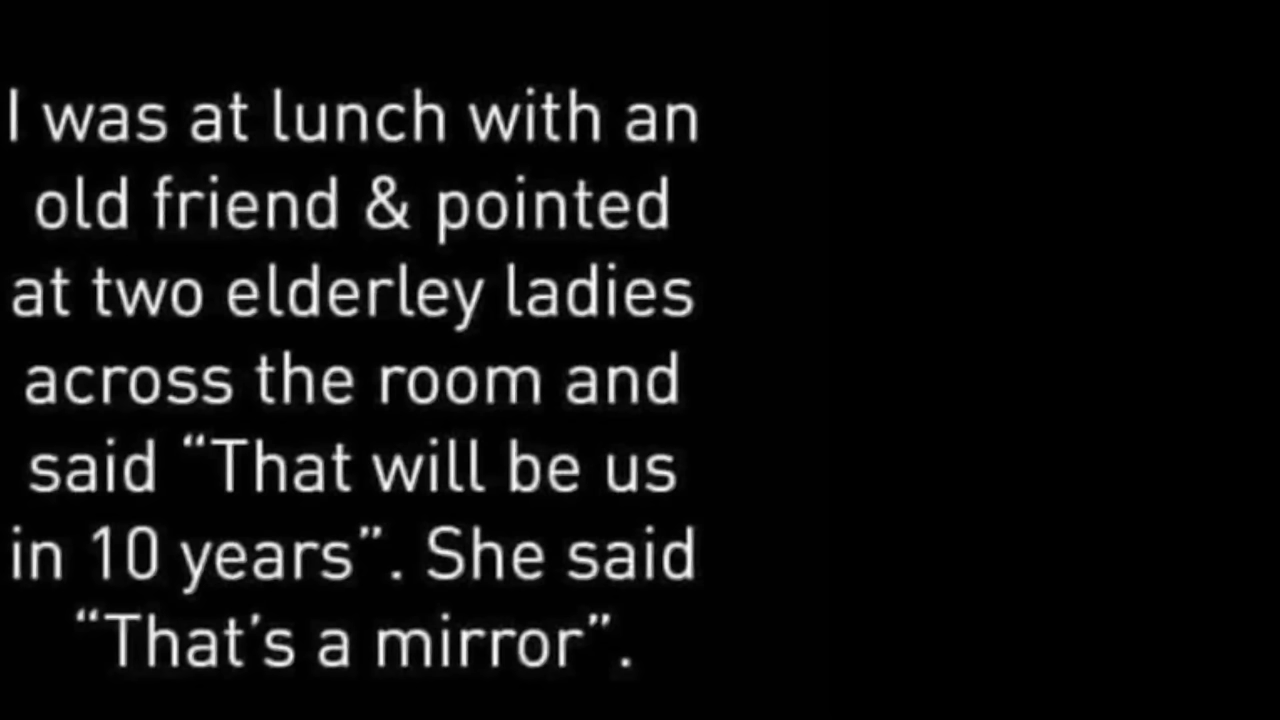 I was at lunch with an
old friend & pointed
at two elderley ladies
across the room and
said “That will be us
in 10 years”. She said
“That’s a mirror”.